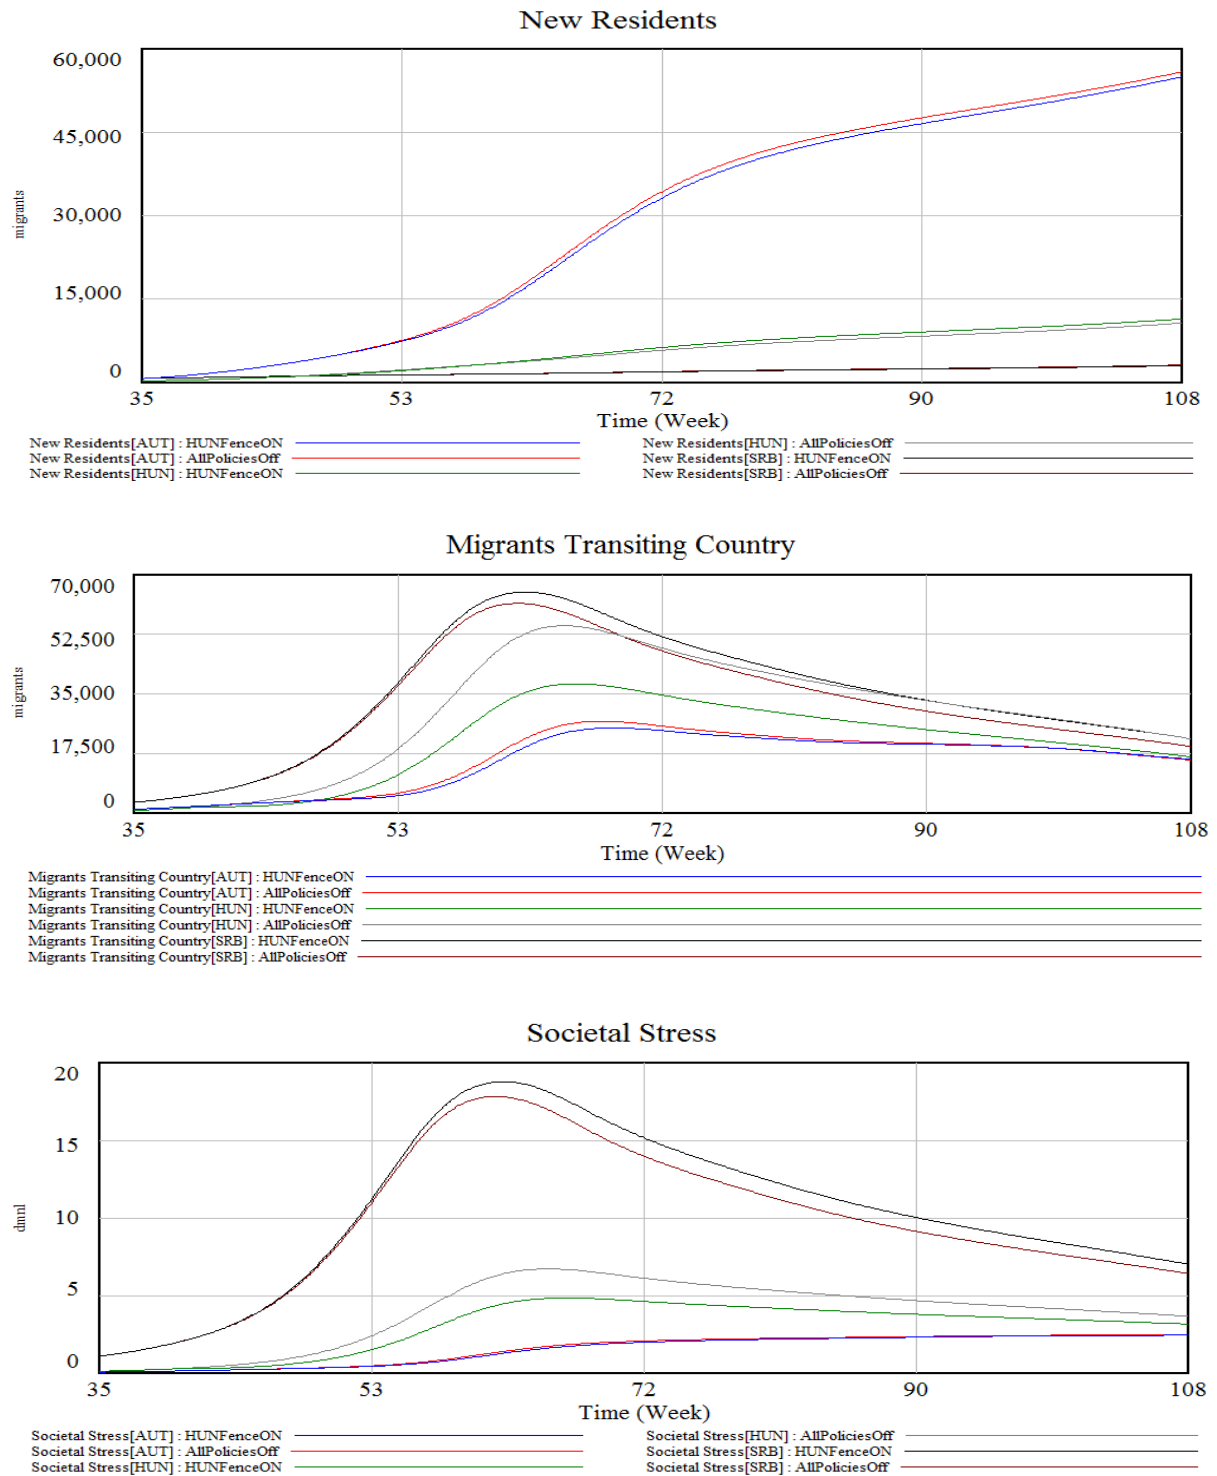 New Residents
60,000
45,000
30,000
15,000
0
migrants
35 53 72 90 108
Time (Week)
New Residents[AUT] : HUNFenceON
New Residents[AUT] : AllPoliciesOff
New Residents[HUN] : HUNFenceON
New Residents[HUN] : AllPoliciesOff
New Residents[SRB] : HUNFenceON
New Residents[SRB] : AllPoliciesOff
Migrants Transiting Country
70,000
52,500
35,000
17,500
0
migrants
35 53 72 90 108
Time (Week)
Migrants Transiting Country[AUT] : HUNFenceON
Migrants Transiting Country[AUT] : AllPoliciesOff
Migrants Transiting Country[HUN] : HUNFenceON
Migrants Transiting Country[HUN] : AllPoliciesOff
Migrants Transiting Country[SRB] : HUNFenceON
Migrants Transiting Country[SRB] : AllPoliciesOff
Societal Stress
20
15
10
5
0
dmnl
35 53 72 90 108
Time (Week)
Societal Stress[AUT] : HUNFenceON
Societal Stress[AUT] : AllPoliciesOff
Societal Stress[HUN] : HUNFenceON
Societal Stress[HUN] : AllPoliciesOff
Societal Stress[SRB] : HUNFenceON
Societal Stress[SRB] : AllPoliciesOff